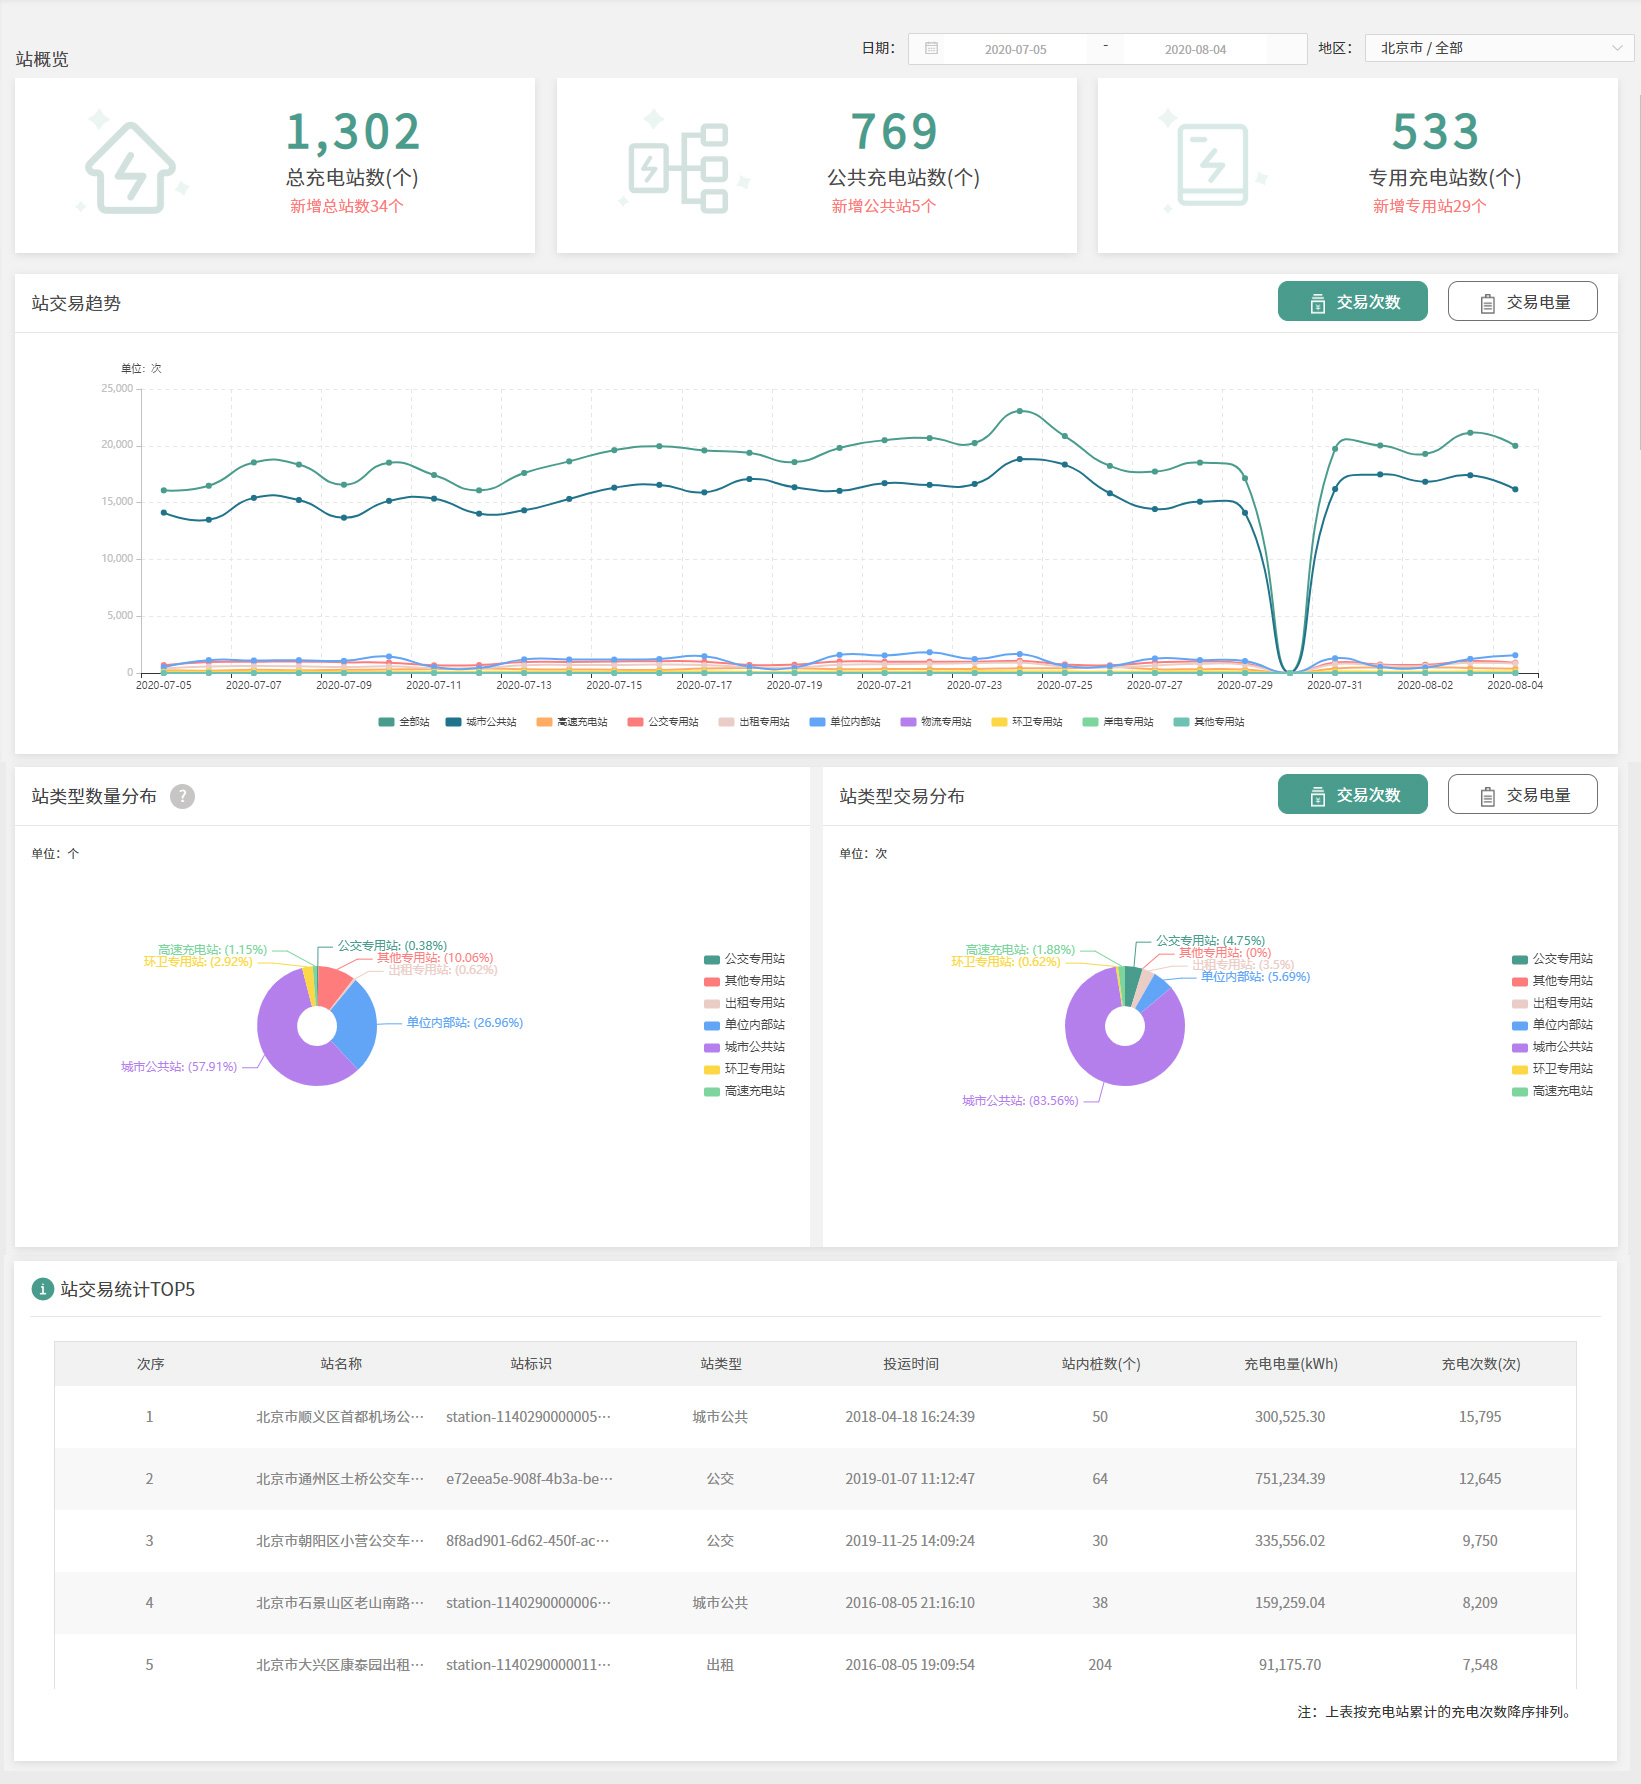 站概览
日期：
2020-07-05
-
2020-08-04
地区：
北京市 / 全部
1,302
总充电站数(个)
新增总站数34个
769
公共充电站数(个)
新增公共站5个
533
专用充电站数(个)
新增专用站29个
站交易趋势
交易次数
交易电量
单位：次
25,000
20,000
15,000
10,000
5,000
0
2020-07-05 2020-07-07 2020-07-09 2020-07-11 2020-07-13 2020-07-15 2020-07-17 2020-07-19 2020-07-21 2020-07-23 2020-07-25 2020-07-27 2020-07-29 2020-07-31 2020-08-02 2020-08-04
全部站 城市公共站 高速充电站 公交专用站 出租专用站 单位内部站 物流专用站 环卫专用站 岸电专用站 其他专用站
站类型数量分布 ?
单位：个
公交专用站: (0.38%)
高速充电站: (1.15%)
其他专用站: (10.06%)
环卫专用站: (2.92%)
出租专用站: (0.62%)
单位内部站: (26.96%)
城市公共站: (57.91%)
公交专用站
其他专用站
出租专用站
单位内部站
城市公共站
环卫专用站
高速充电站
站类型交易分布
交易次数
交易电量
单位：次
公交专用站: (4.75%)
高速充电站: (1.88%)
其他专用站: (0%)
环卫专用站: (0.62%)
出租专用站: (3.5%)
单位内部站: (5.69%)
城市公共站: (83.56%)
公交专用站
其他专用站
出租专用站
单位内部站
城市公共站
环卫专用站
高速充电站
站交易统计TOP5
次序 站名称 站标识 站类型 投运时间 站内桩数(个) 充电电量(kWh) 充电次数(次)
1 北京市顺义区首都机场公… station-1140290000005… 城市公共 2018-04-18 16:24:39 50 300,525.30 15,795
2 北京市通州区土桥公交车… e72eea5e-908f-4b3a-be… 公交 2019-01-07 11:12:47 64 751,234.39 12,645
3 北京市朝阳区小营公交车… 8f8ad901-6d62-450f-ac… 公交 2019-11-25 14:09:24 30 335,556.02 9,750
4 北京市石景山区老山南路… station-1140290000006… 城市公共 2016-08-05 21:16:10 38 159,259.04 8,209
5 北京市大兴区康泰园出租… station-1140290000011… 出租 2016-08-05 19:09:54 204 91,175.70 7,548
注：上表按充电站累计的充电次数降序排列。